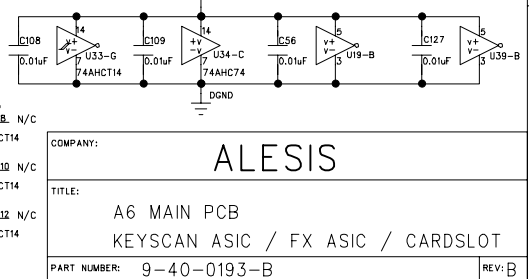 14 14 5 5
C108 V+ V- U33-G C109 +V V- U34-C C56 V+ V- U19-B C127 V+ V- U39-B
0.01uF 7 0.01uF 7 0.01uF 3 0.01uF 3
74AHCT14 74AHC74
DGND
8 N/C
CT14
10 N/C
CT14
12 N/C
CT14
COMPANY:
ALESIS
TITLE:
A6 MAIN PCB
KEYSCAN ASIC / FX ASIC / CARDSLOT
PART NUMBER: 9-40-0193-B REV: B